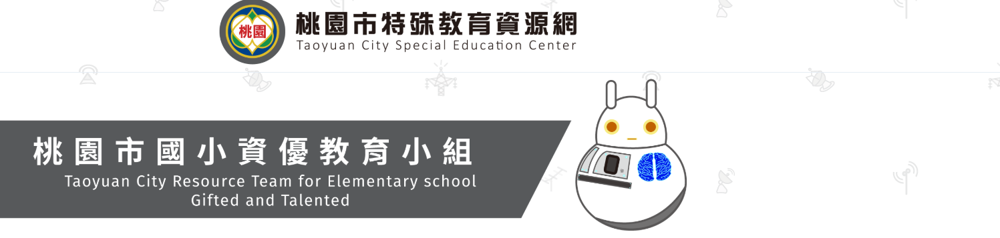 桃園
桃園市特殊教育資源網
Taoyuan City Special Education Center
桃園市國小資優教育小組
Taoyuan City Resource Team for Elementary school
Gifted and Talented